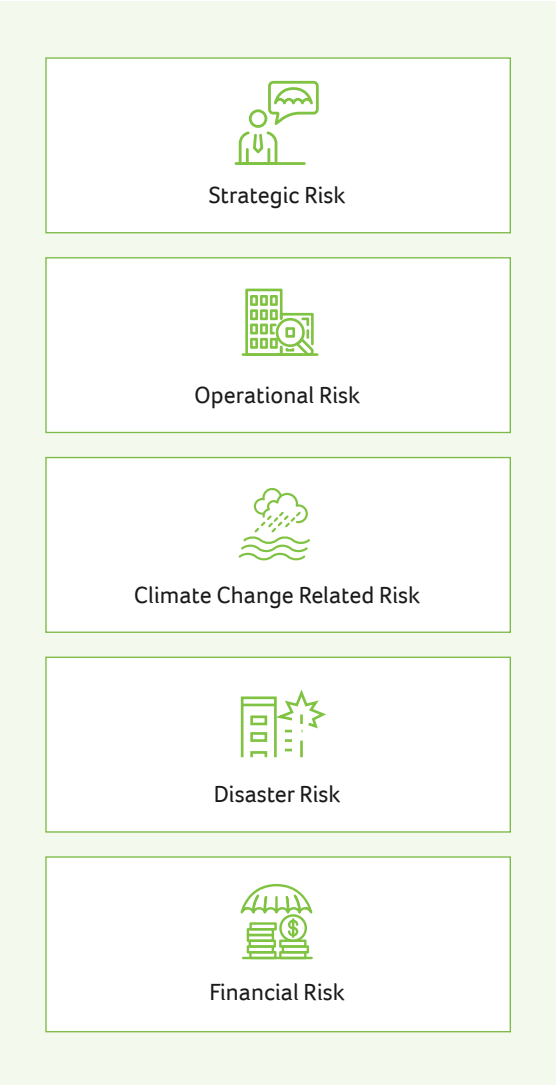 Strategic Risk
Operational Risk
Climate Change Related Risk
Disaster Risk
$
Financial Risk